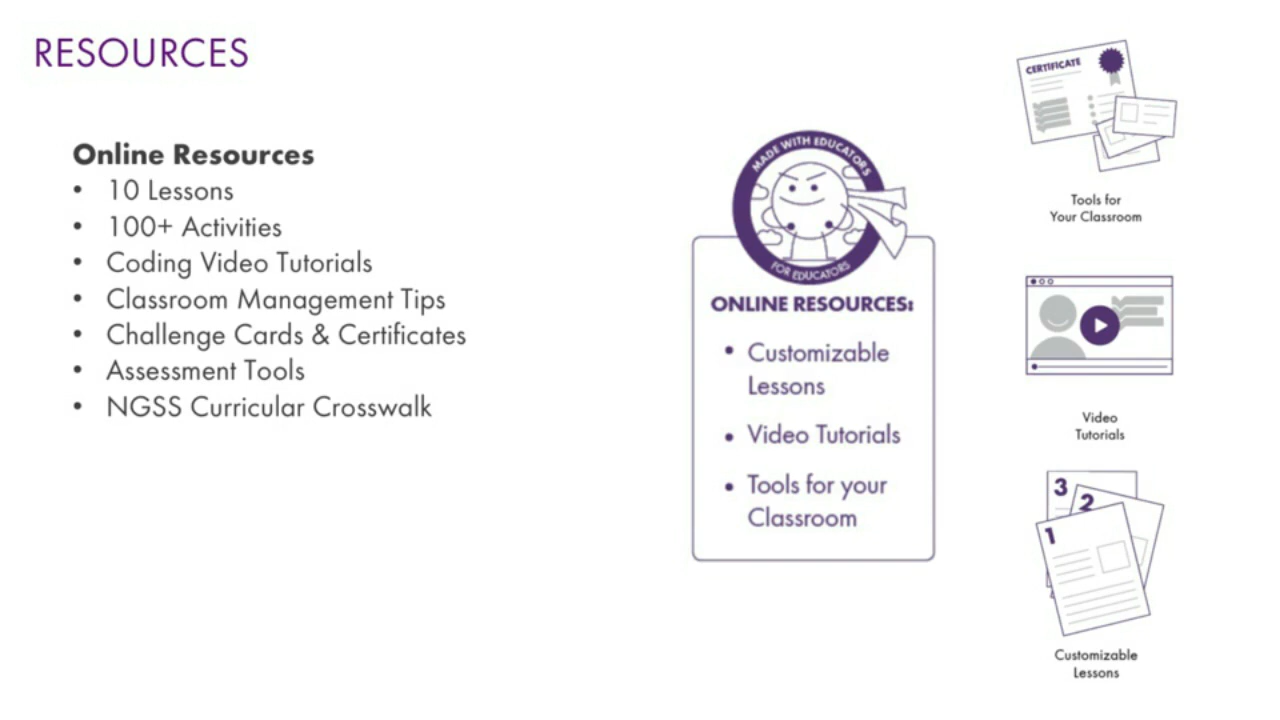 RESOURCES
Online Resources
• 10 Lessons
• 100+ Activities
• Coding Video Tutorials
• Classroom Management Tips
• Challenge Cards & Certificates
• Assessment Tools
• NGSS Curricular Crosswalk
MADE WITH EDUCATORS
FOR EDUCATORS
ONLINE RESOURCES:
• Customizable
Lessons
• Video Tutorials
• Tools for your
Classroom
CERTIFICATE
Tools for
Your Classroom
Video
Tutorials
3
2
1
Customizable
Lessons